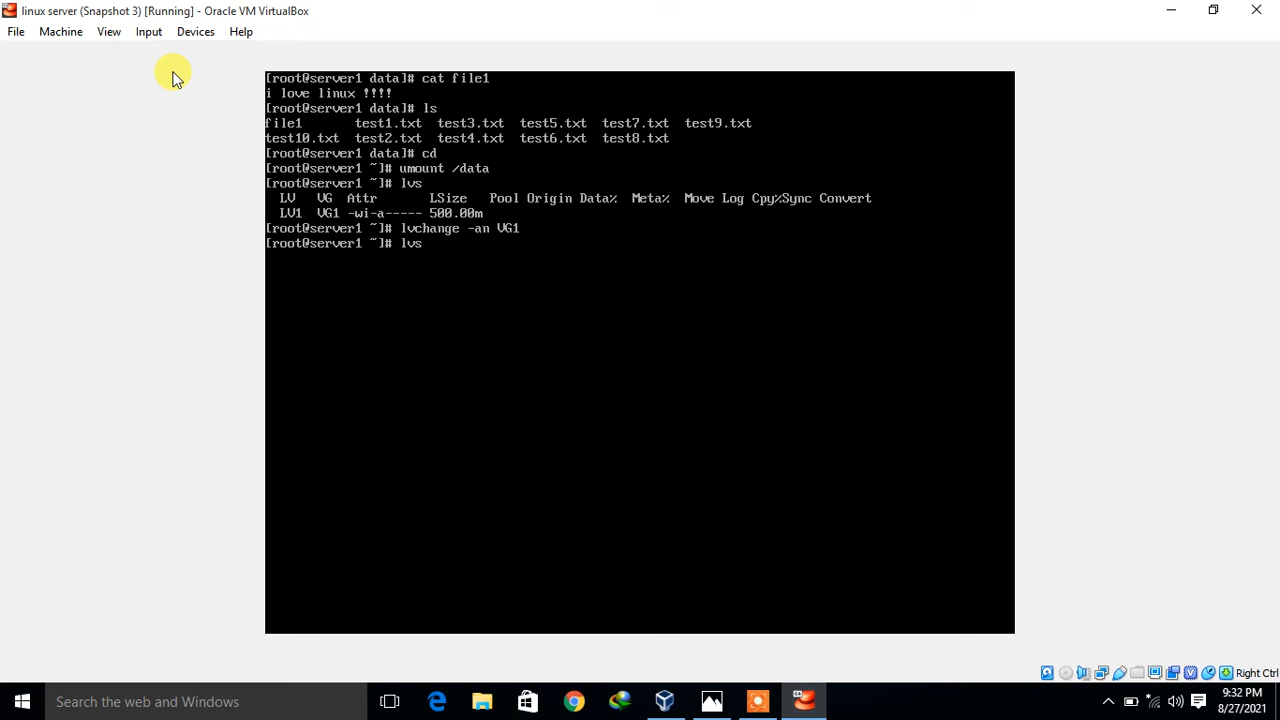 linux server (Snapshot 3) [Running] - Oracle VM VirtualBox
File Machine View Input Devices Help
[root@server1 data]# cat file1
i love linux !!!!
[root@server1 data]# ls
file1 test1.txt test3.txt test5.txt test7.txt test9.txt
test10.txt test2.txt test4.txt test6.txt test8.txt
[root@server1 data]# cd
[root@server1 ~]# umount /data
[root@server1 ~]# lvs
LV VG Attr LSize Pool Origin Data% Meta% Move Log Cpy%Sync Convert
LV1 VG1 -wi-a----- 500.00m
[root@server1 ~]# lvchange -an VG1
[root@server1 ~]# lvs
Right Ctrl
Search the web and Windows
9:32 PM
8/27/2021